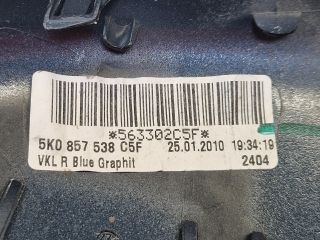 *563302C5F*
5K0 857 538 C5F 25.01.2010 19:34:19
VKL R Blue Graphit 2404